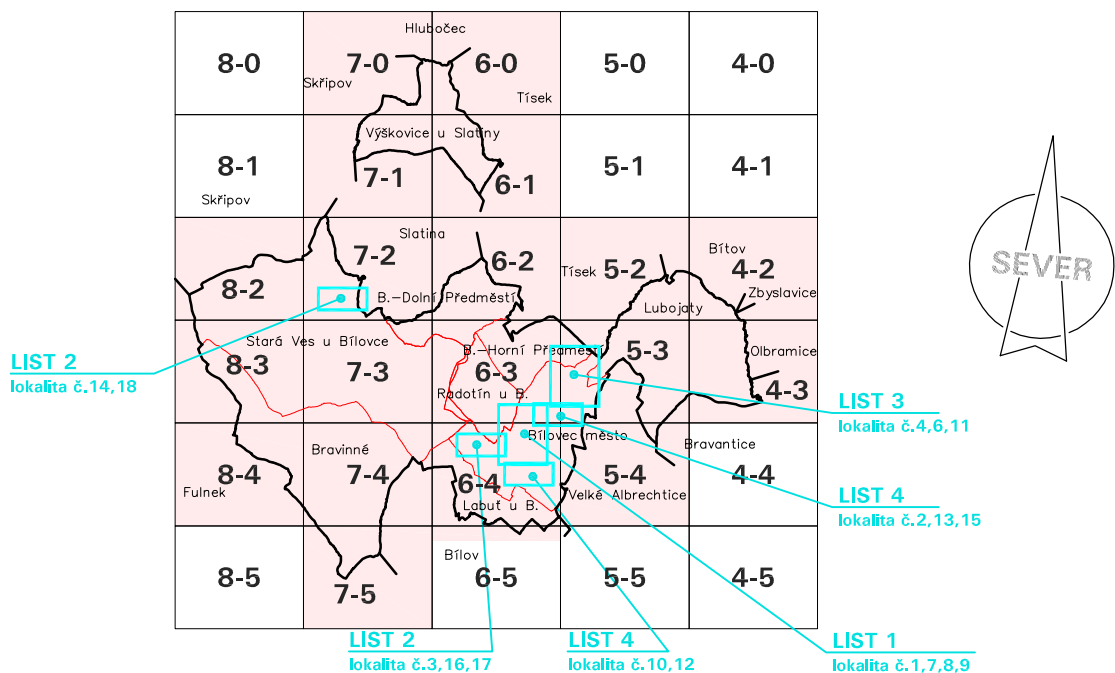 Hlubočec
8-0
7-0
6-0
5-0
4-0
Skřipov
Tísek
Výškovice u Slatiny
8-1
7-1
6-1
5-1
4-1
Skřipov
Slatina
Bítov
7-2
6-2
Tísek
5-2
4-2
8-2
B.-Dolní Předměstí
Zbyslavice
Lubojaty
SEVER
Stará Ves u Bílovce
B.-Horní Předměstí
5-3
Olbramice
LIST 2
lokalita č.14,18
8-3
7-3
6-3
4-3
Radotín u B.
LIST 3
lokalita č.4,6,11
Bílovec město
Bravantice
Bravinné
8-4
7-4
6-4
5-4
4-4
Fulnek
Velké Albrechtice
Labuť u B.
LIST 4
lokalita č.2,13,15
Bílov
8-5
7-5
6-5
5-5
4-5
LIST 2
lokalita č.3,16,17
LIST 4
lokalita č.10,12
LIST 1
lokalita č.1,7,8,9